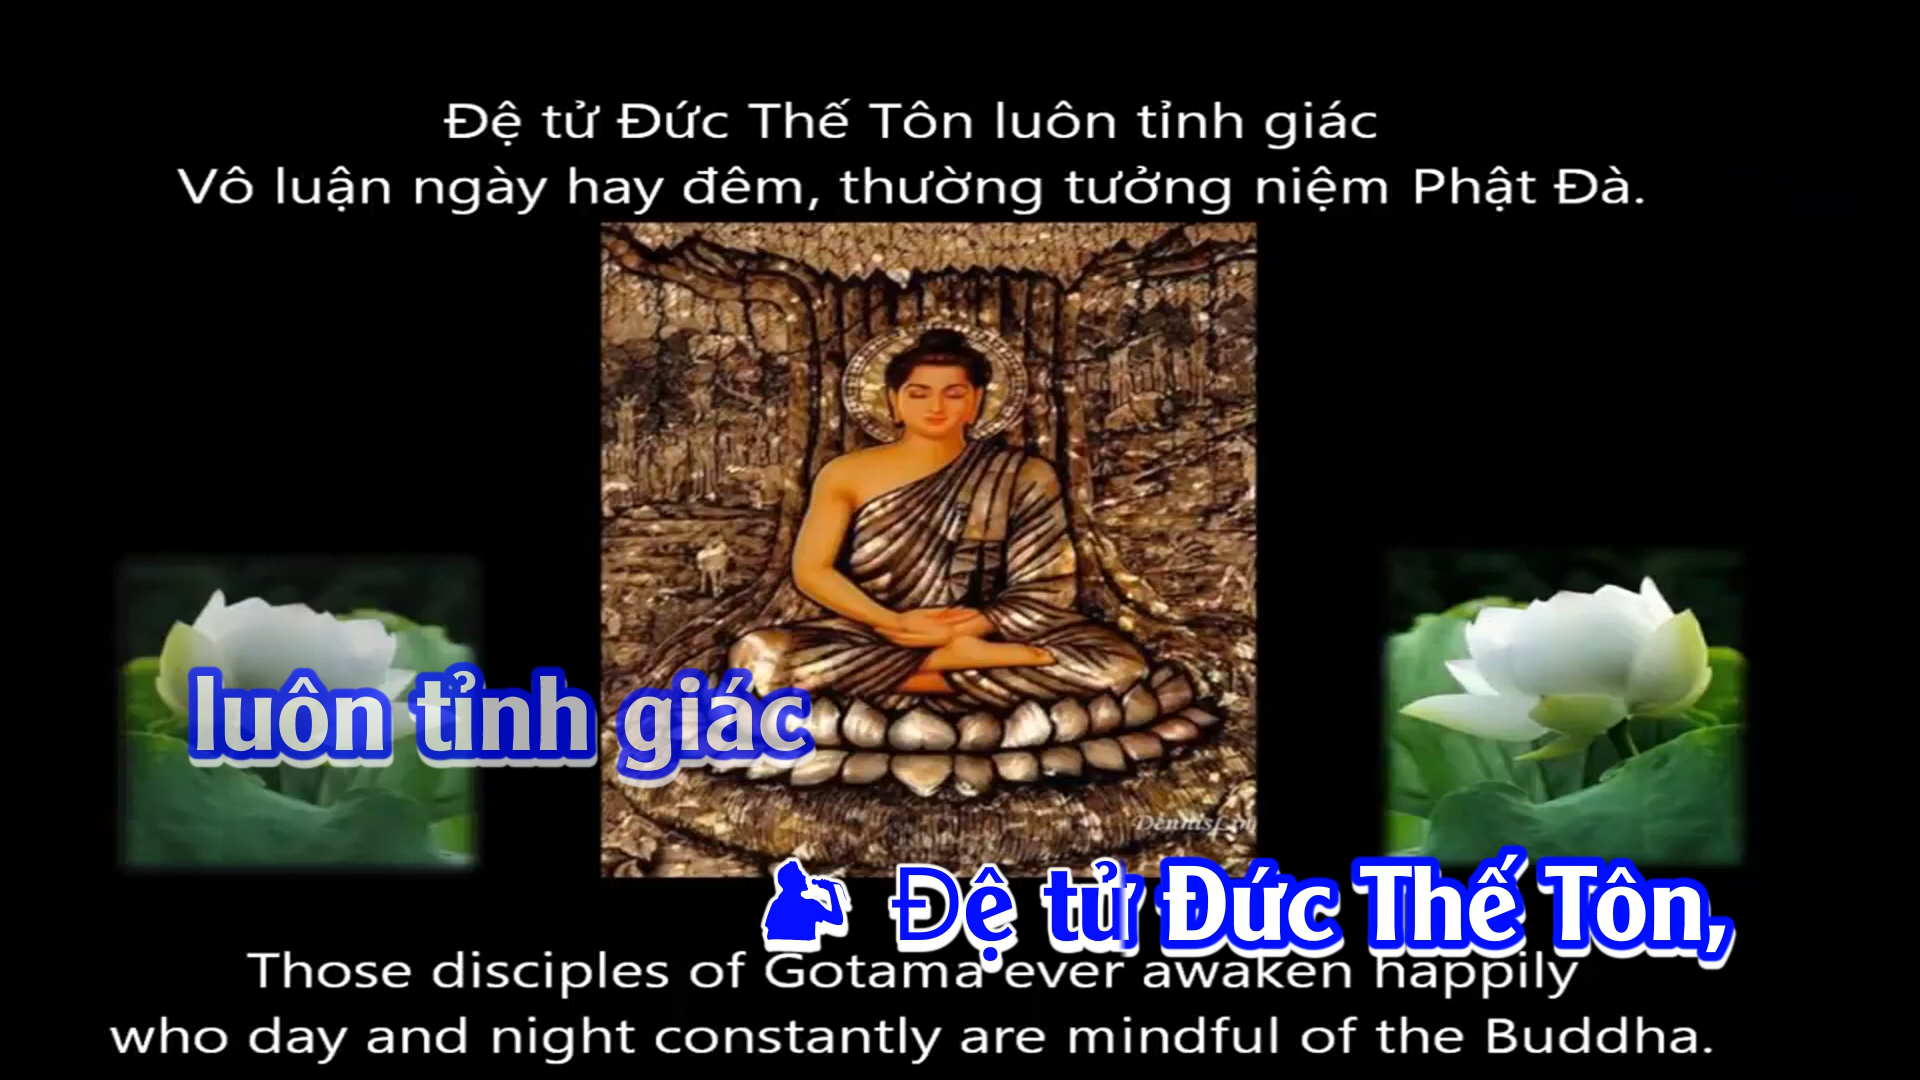 Đệ tử Đức Thế Tôn luôn tỉnh giác
Vô luận ngày hay đêm, thường tưởng niệm Phật Đà.
luôn tỉnh giác
Đệ tử Đức Thế Tôn,
Those disciples of Gotama ever awaken happily
who day and night constantly are mindful of the Buddha.